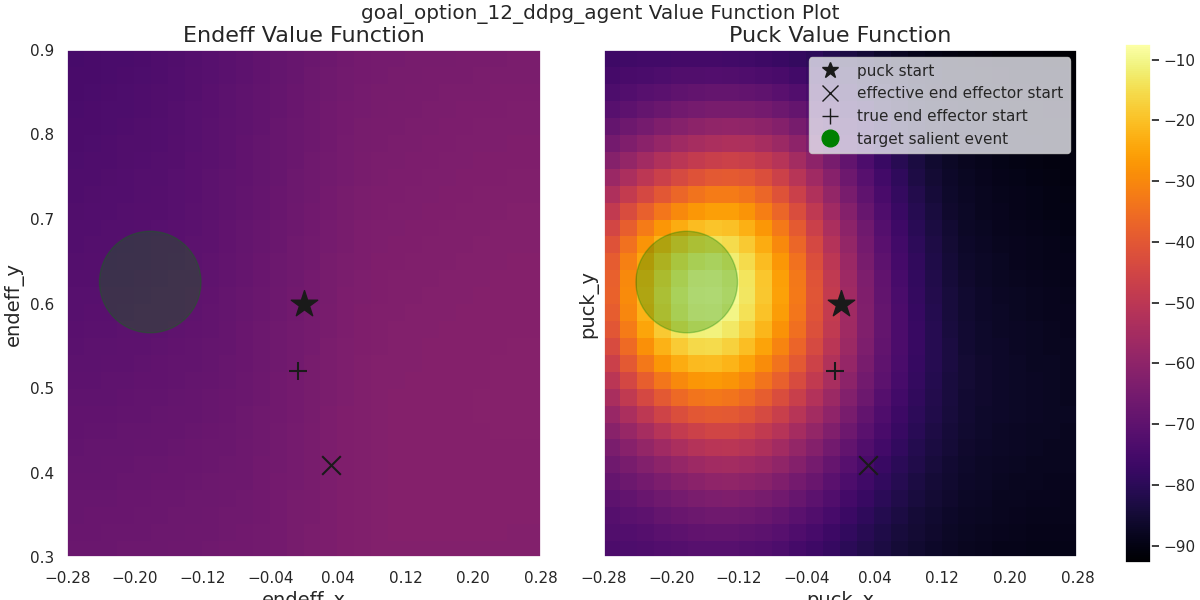 goal_option_12_ddpg_agent Value Function Plot
Endeff Value Function
Puck Value Function
puck start
effective end effector start
true end effector start
target salient event
0.9
0.8
0.7
0.6
0.5
0.4
0.3
endeff_y
−0.28 −0.20 −0.12 −0.04 0.04 0.12 0.20 0.28
endeff_x
puck_y
−0.28 −0.20 −0.12 −0.04 0.04 0.12 0.20 0.28
puck_x
−10
−20
−30
−40
−50
−60
−70
−80
−90